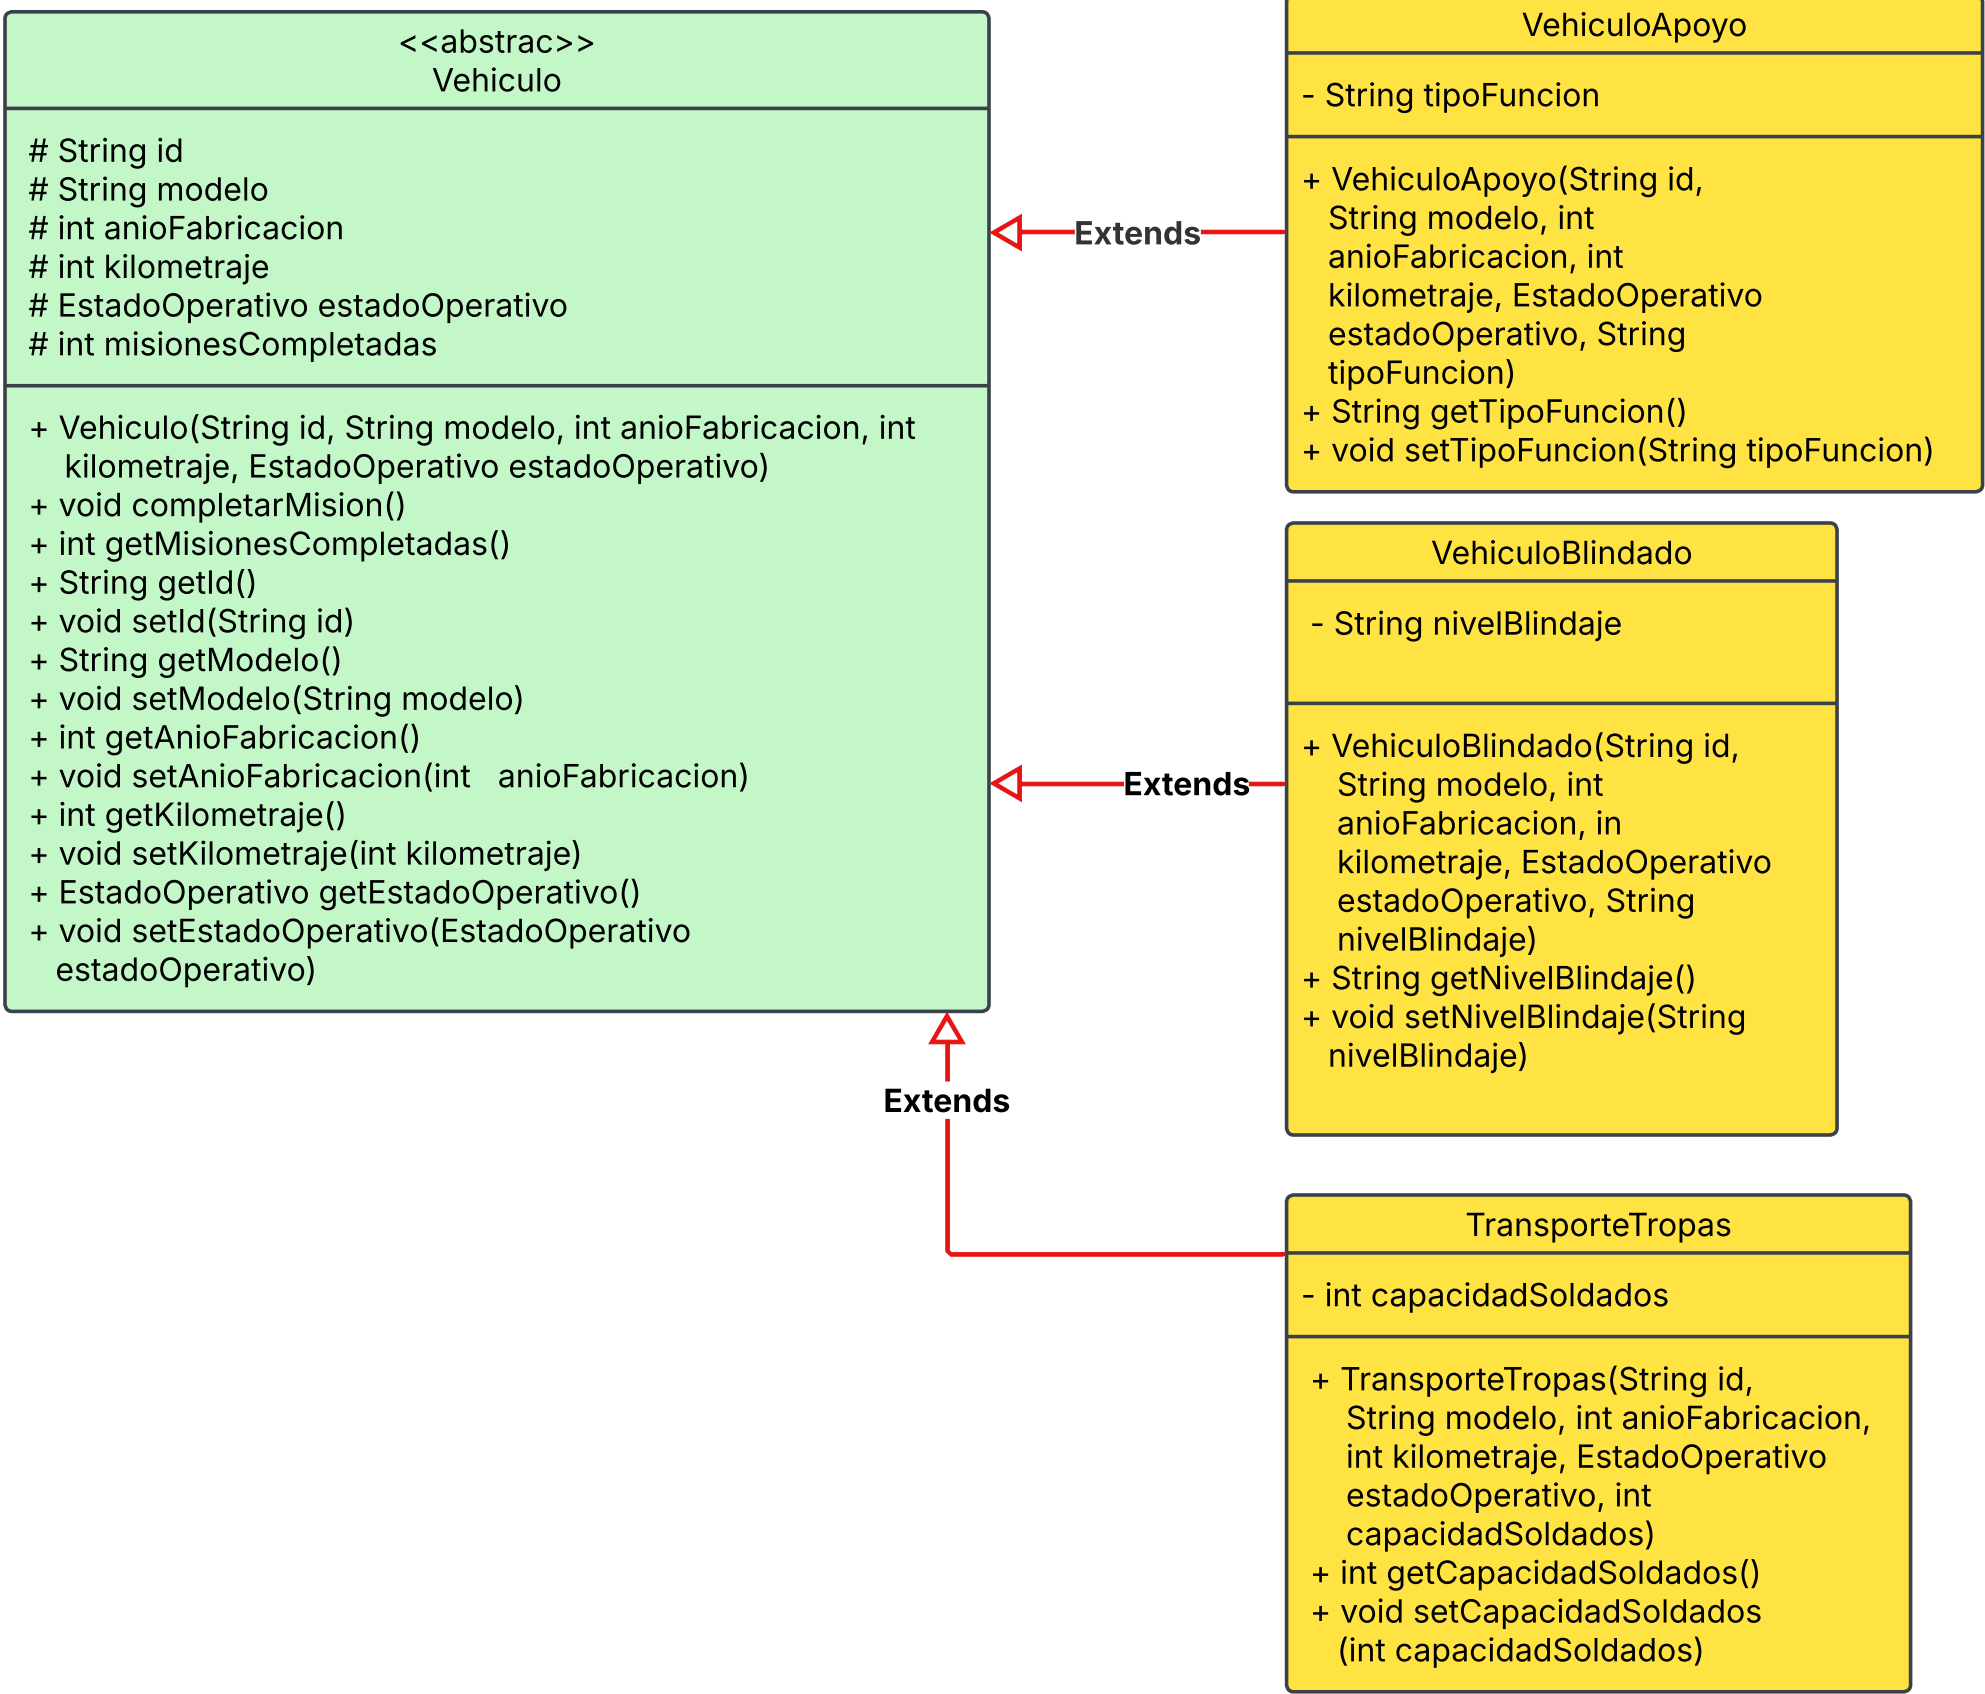 <<abstrac>>
Vehiculo
# String id
# String modelo
# int anioFabricacion
# int kilometraje
# EstadoOperativo estadoOperativo
# int misionesCompletadas
+ Vehiculo(String id, String modelo, int anioFabricacion, int
kilometraje, EstadoOperativo estadoOperativo)
+ void completarMision()
+ int getMisionesCompletadas()
+ String getId()
+ void setId(String id)
+ String getModelo()
+ void setModelo(String modelo)
+ int getAnioFabricacion()
+ void setAnioFabricacion(int anioFabricacion)
+ int getKilometraje()
+ void setKilometraje(int kilometraje)
+ EstadoOperativo getEstadoOperativo()
+ void setEstadoOperativo(EstadoOperativo
estadoOperativo)
Extends
Extends
Extends
VehiculoApoyo
- String tipoFuncion
+ VehiculoApoyo(String id,
String modelo, int
anioFabricacion, int
kilometraje, EstadoOperativo
estadoOperativo, String
tipoFuncion)
+ String getTipoFuncion()
+ void setTipoFuncion(String tipoFuncion)
VehiculoBlindado
- String nivelBlindaje
+ VehiculoBlindado(String id,
String modelo, int
anioFabricacion, in
kilometraje, EstadoOperativo
estadoOperativo, String
nivelBlindaje)
+ String getNivelBlindaje()
+ void setNivelBlindaje(String
nivelBlindaje)
TransporteTropas
- int capacidadSoldados
+ TransporteTropas(String id,
String modelo, int anioFabricacion,
int kilometraje, EstadoOperativo
estadoOperativo, int
capacidadSoldados)
+ int getCapacidadSoldados()
+ void setCapacidadSoldados
(int capacidadSoldados)